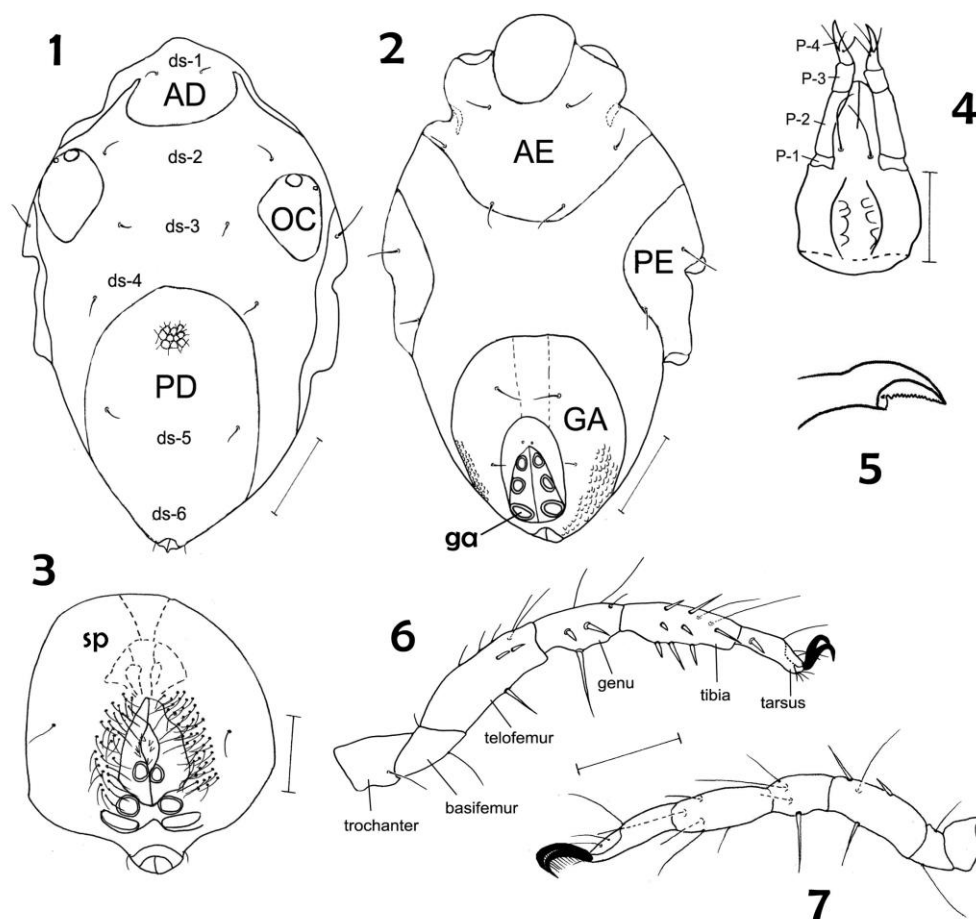 1
ds-1
AD
ds-2
OC
ds-3
ds-4
PD
ds-5
ds-6
2
AE
PE
GA
ga
P-4
P-3
P-2
P-1
4
5
3
sp
6
genu
tibia
tarsus
telofemur
basifemur
trochanter
7